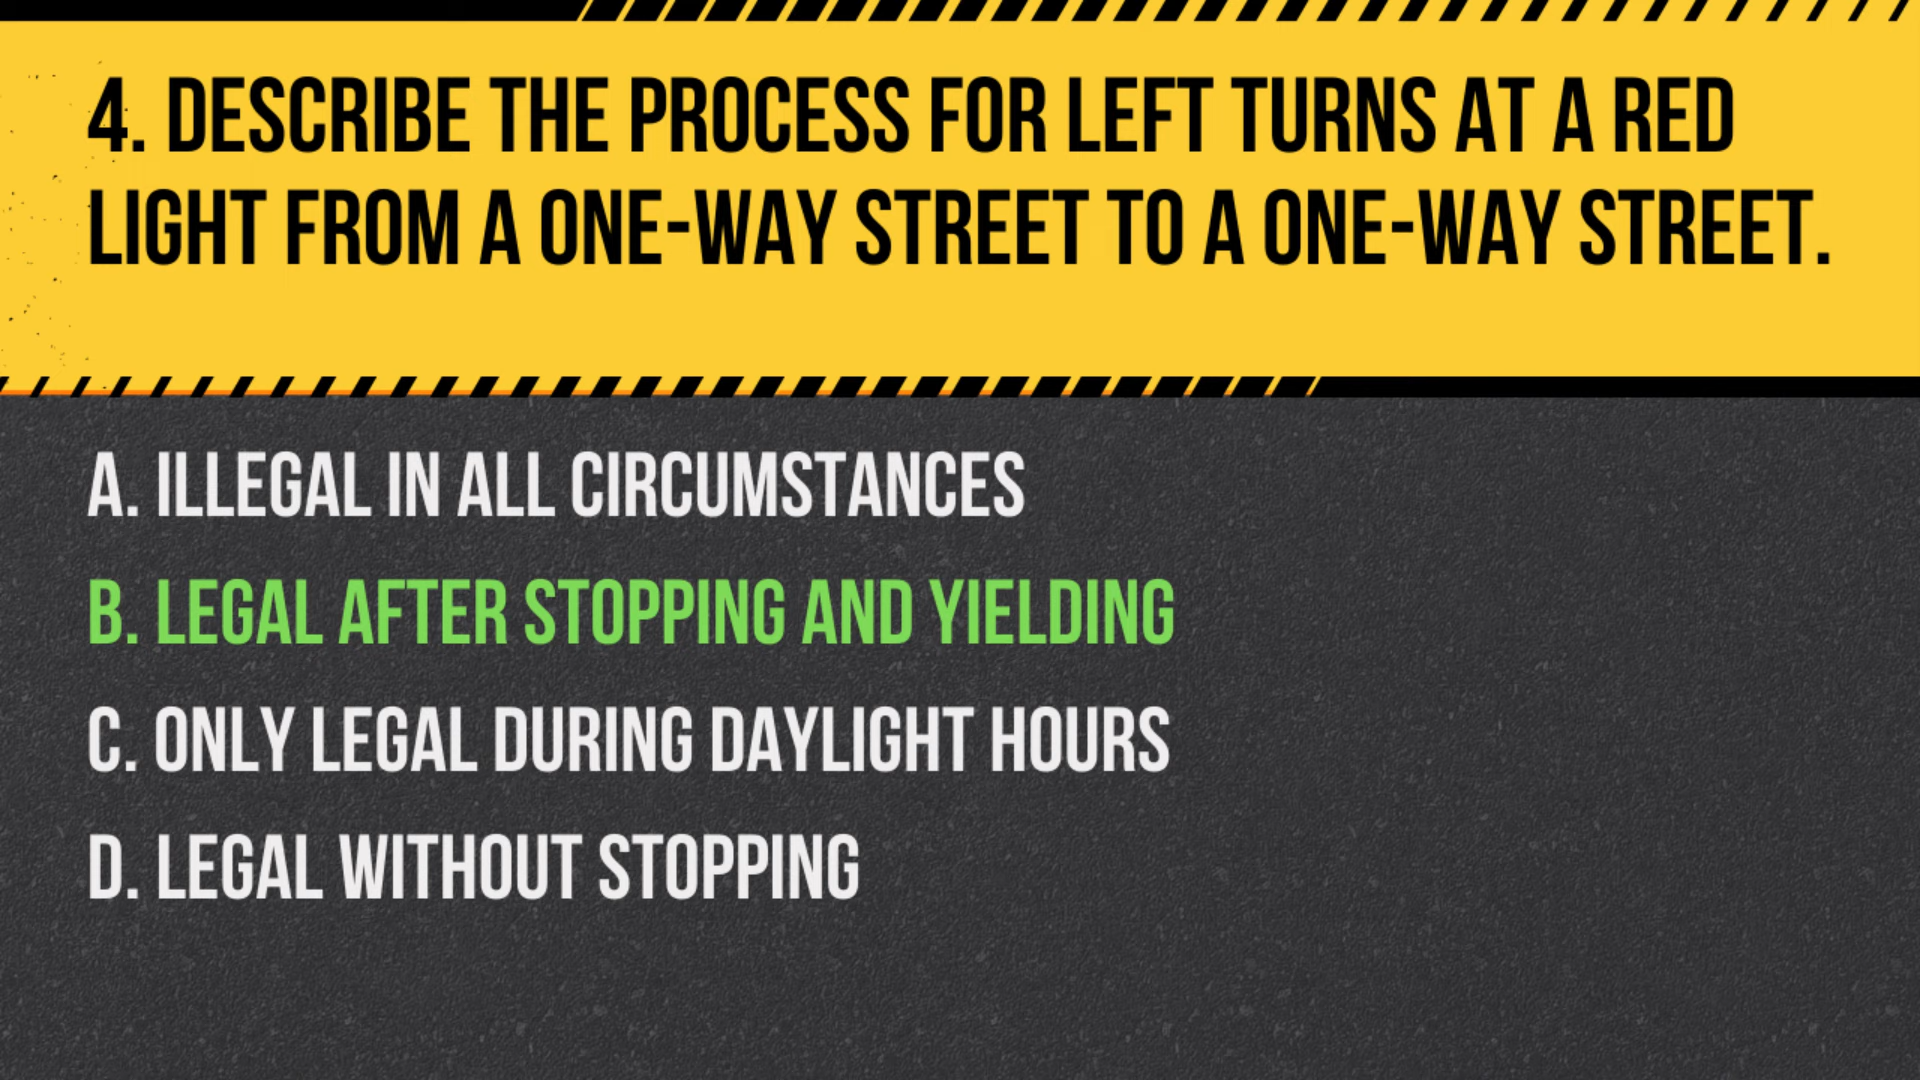 4. DESCRIBE THE PROCESS FOR LEFT TURNS AT A RED
LIGHT FROM A ONE-WAY STREET TO A ONE-WAY STREET.
A. ILLEGAL IN ALL CIRCUMSTANCES
B. LEGAL AFTER STOPPING AND YIELDING
C. ONLY LEGAL DURING DAYLIGHT HOURS
D. LEGAL WITHOUT STOPPING